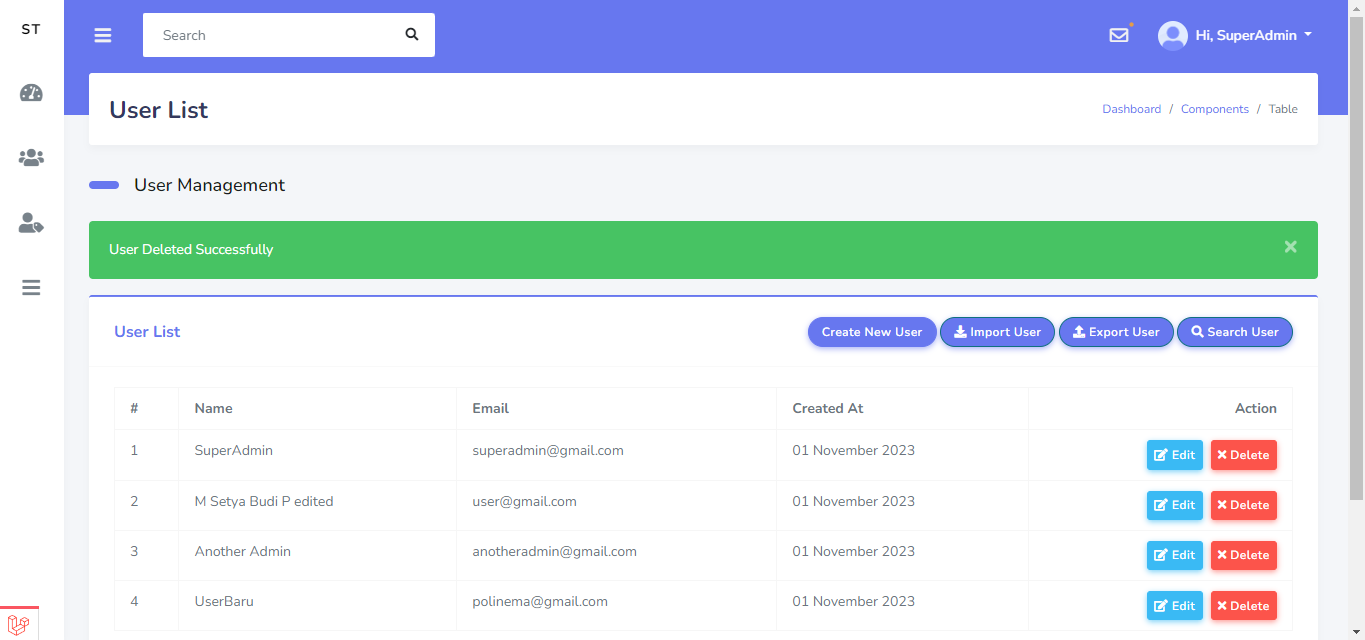 ST
Search
Hi, SuperAdmin
User List
Dashboard / Components / Table
User Management
User Deleted Successfully
×
User List
Create New User Import User Export User Search User
# Name Email Created At Action
1 SuperAdmin superadmin@gmail.com 01 November 2023 Edit Delete
2 M Setya Budi P edited user@gmail.com 01 November 2023 Edit Delete
3 Another Admin anotheradmin@gmail.com 01 November 2023 Edit Delete
4 UserBaru polinema@gmail.com 01 November 2023 Edit Delete